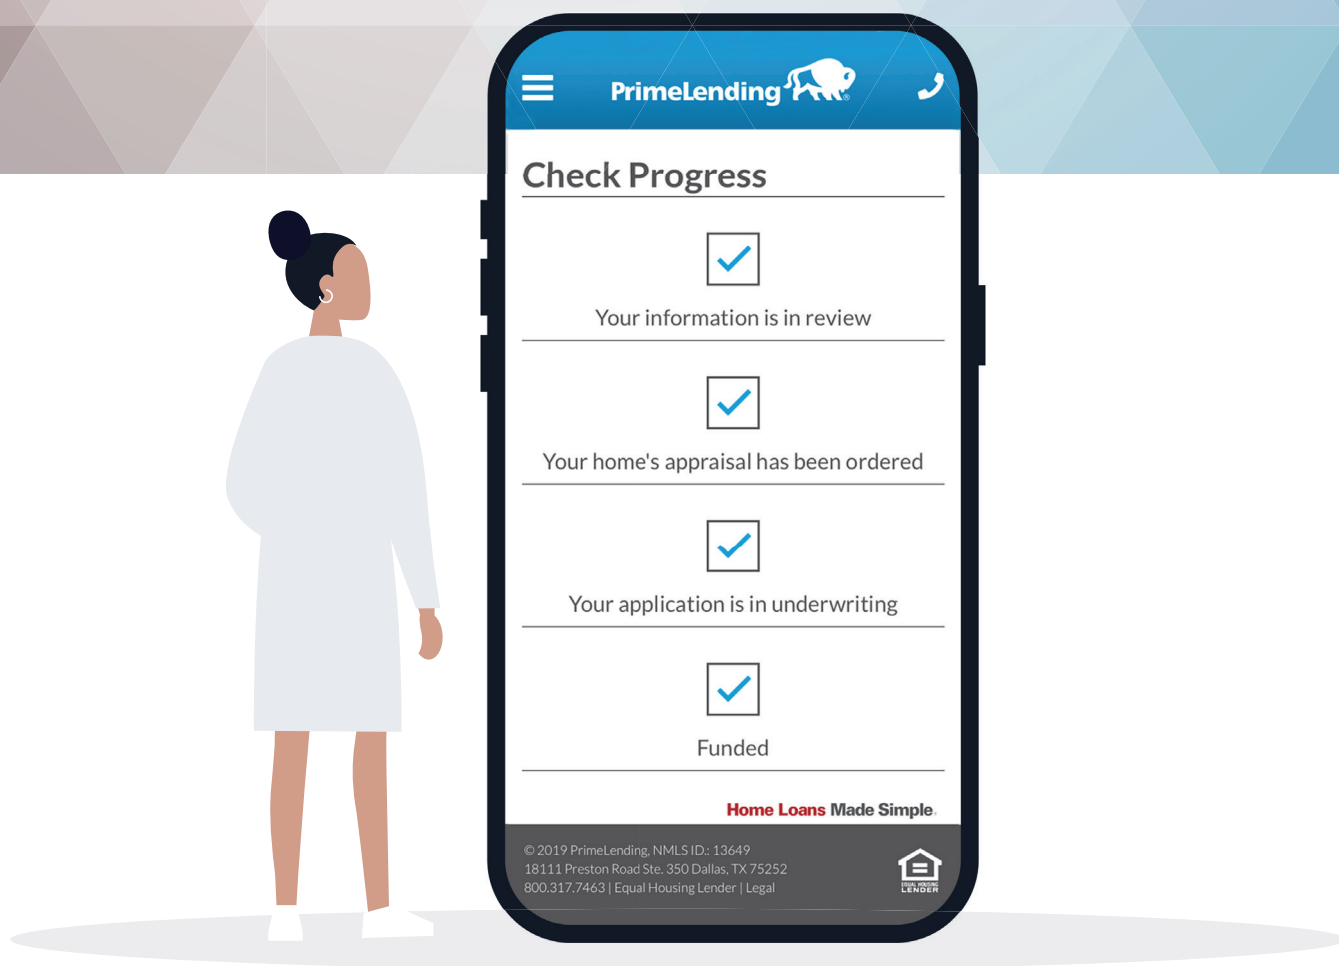 PrimeLending
Check Progress
Your information is in review
Your home's appraisal has been ordered
Your application is in underwriting
Funded
Home Loans Made Simple.
© 2019 PrimeLending, NMLS ID.: 13649
18111 Preston Road Ste. 350 Dallas, TX 75252
800.317.7463 | Equal Housing Lender | Legal
EQUAL HOUSING
LENDER